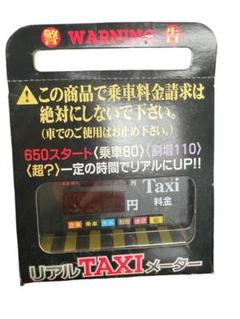 警 WARNING 告
⚠この商品で乗車料金請求は
絶対にしないで下さい。
(車でのご使用はお止め下さい。)
650スタート〈乗車80〉〈割増110〉
〈超?〉一定の時間でリアルにUP!!
円 Taxi
円 料金
リアルTAXIメーター